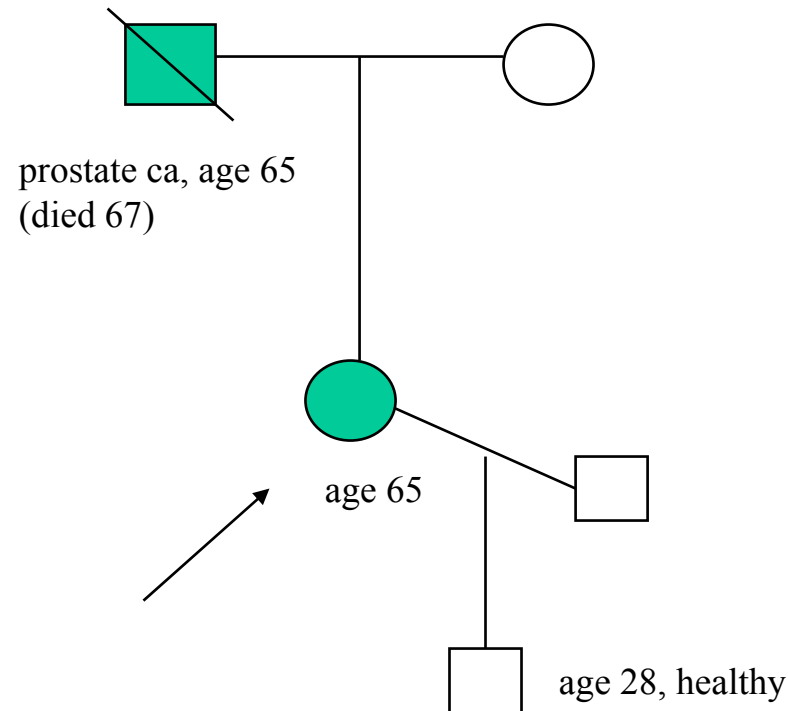 prostate ca, age 65
(died 67)
age 65
age 28, healthy